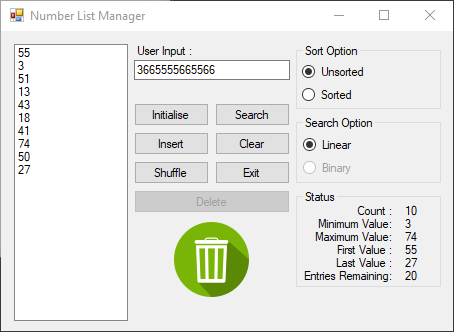 Number List Manager
55
3
51
13
43
18
41
74
50
27
User Input :
3665555665566
Initialise
Search
Insert
Clear
Shuffle
Exit
Delete
Sort Option
Unsorted
Sorted
Search Option
Linear
Binary
Status
Count : 10
Minimum Value: 3
Maximum Value: 74
First Value : 55
Last Value : 27
Entries Remaining: 20